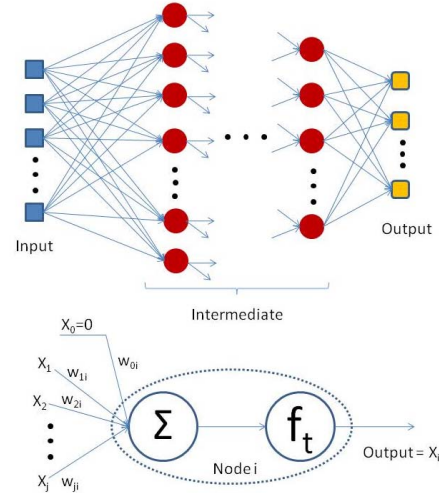 Input
Output
Intermediate
X₀=0
w₀ᵢ
X₁
w₁ᵢ
X₂
w₂ᵢ
Σ
fₜ
Xⱼ
wⱼᵢ
Node i
Output = Xᵢ